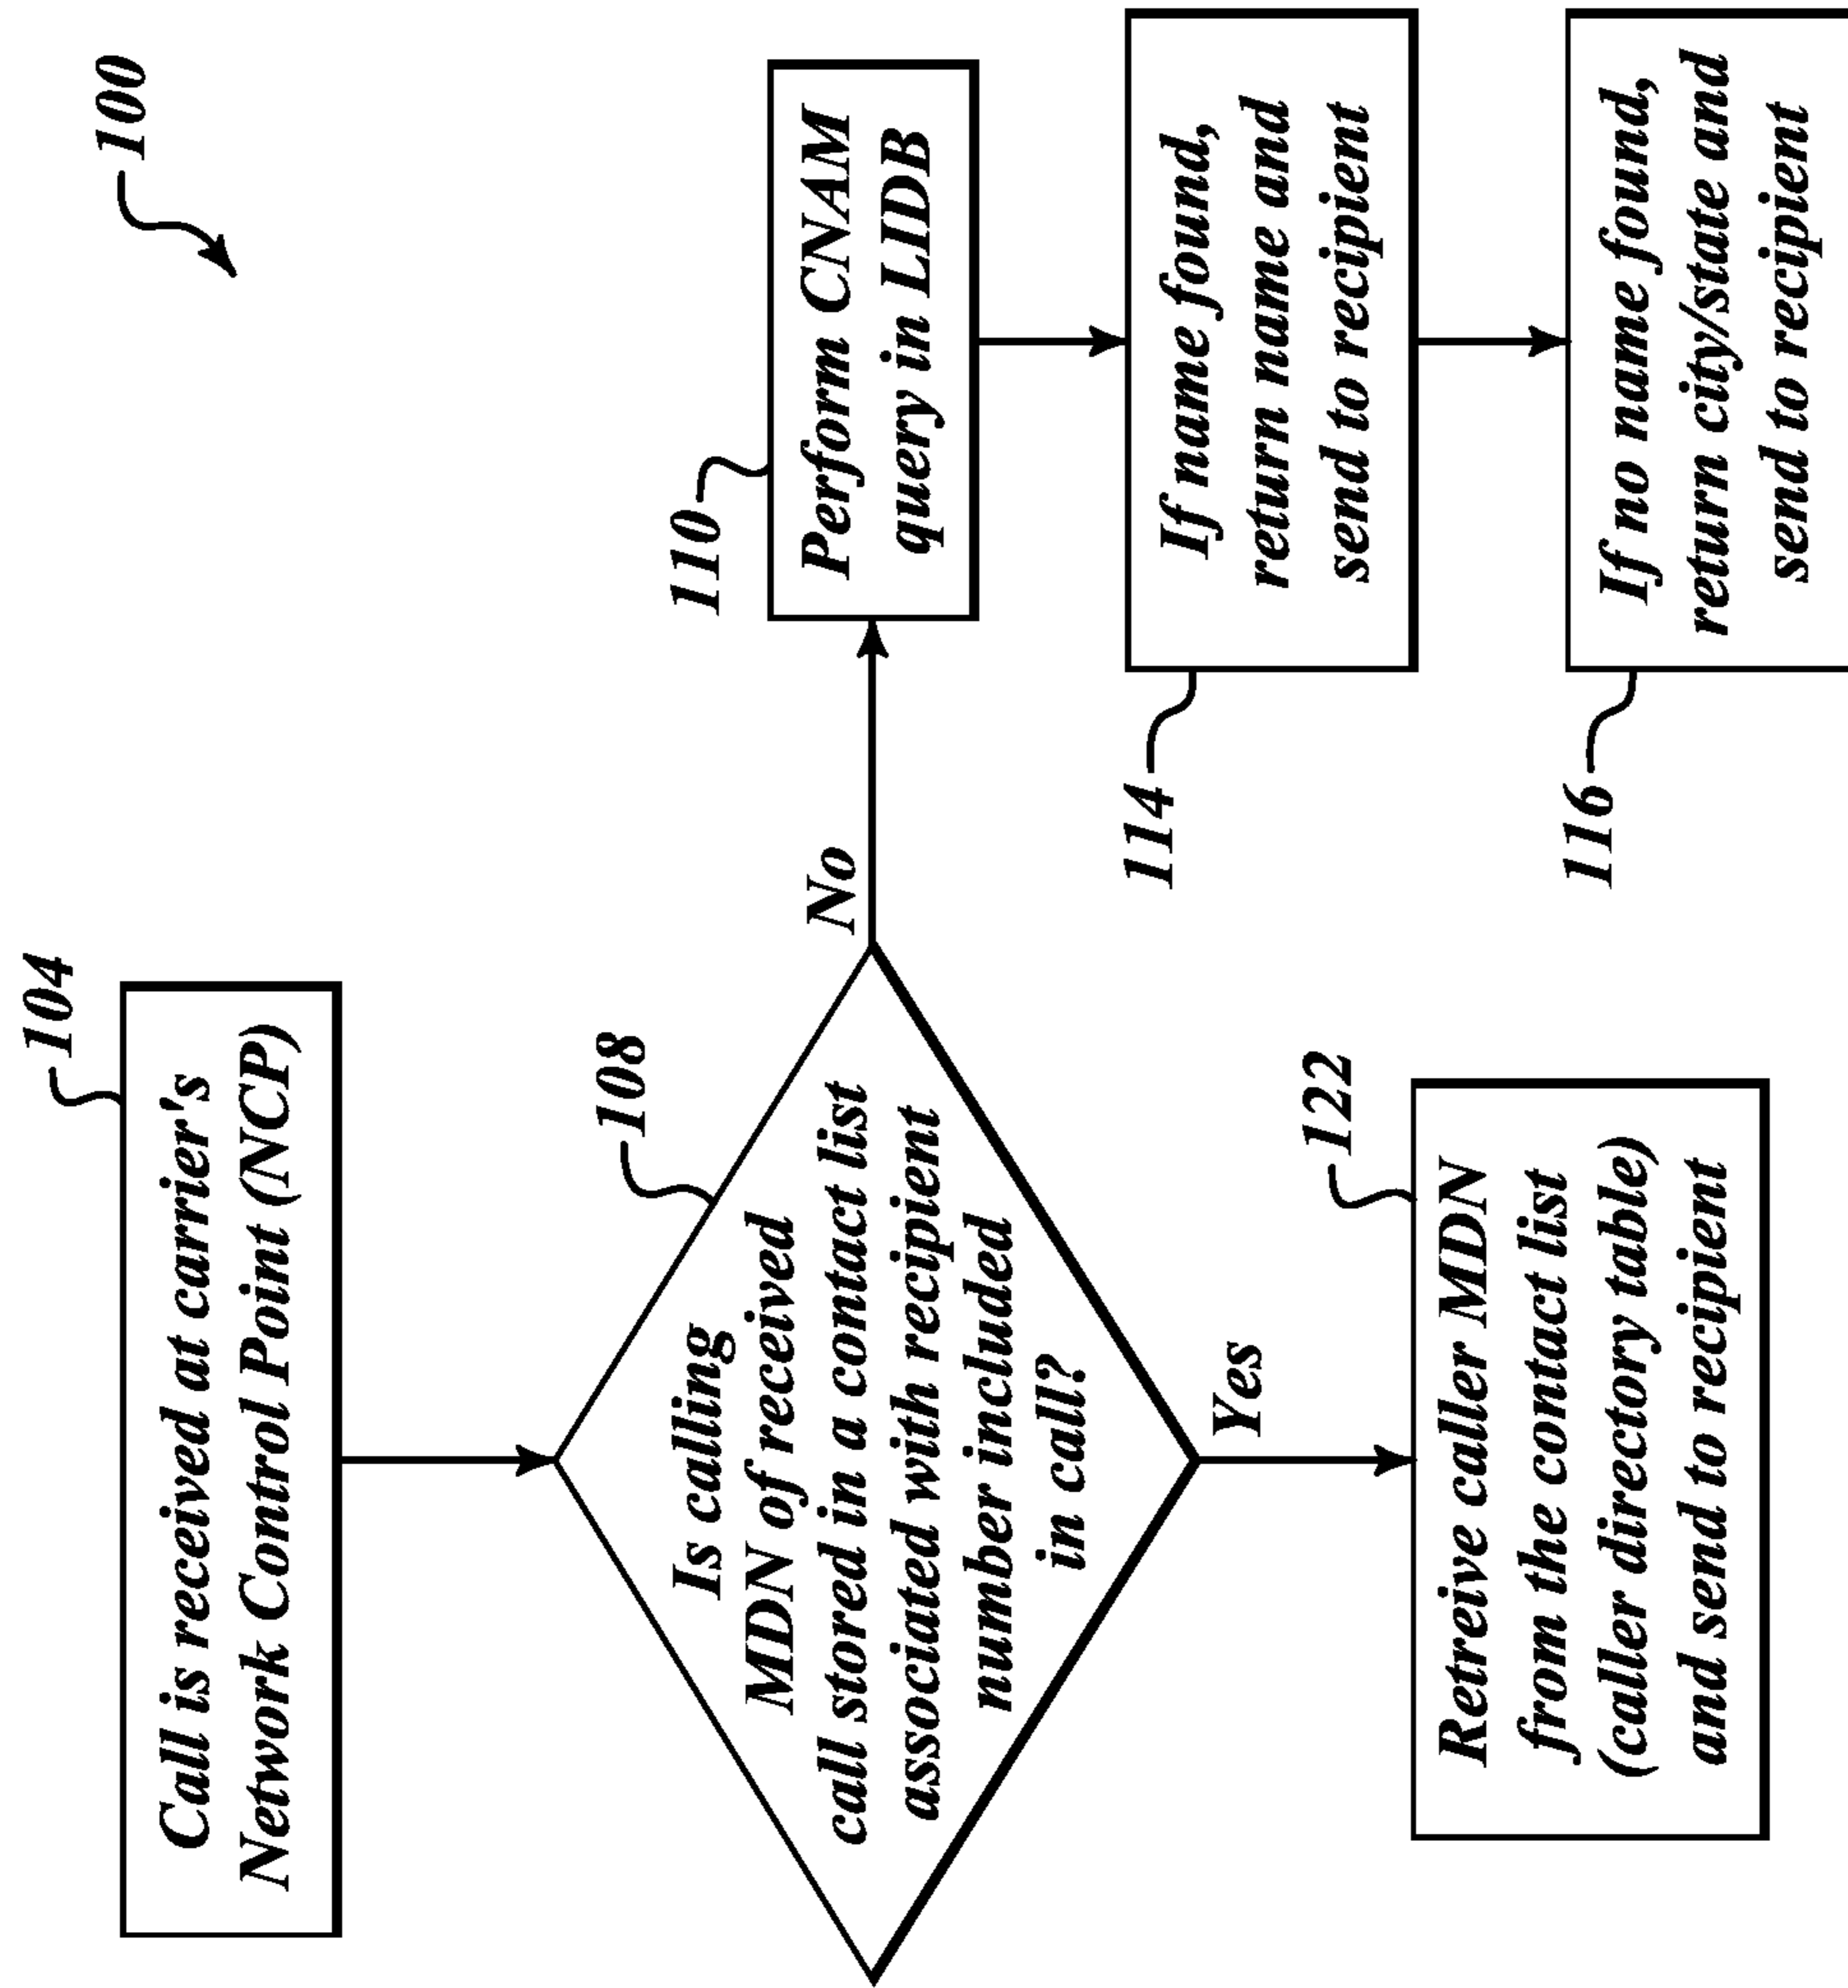 100
104
Call is received at carrier's
Network Control Point (NCP)
108
Is calling
MDN of received
call stored in a contact list
associated with recipient
number included
in call?
No
110
Perform CNAM
query in LIDB
114
If name found,
return name and
send to recipient
116
If no name found,
return city/state and
send to recipient
Yes
122
Retreive caller MDN
from the contact list
(caller directory table)
and send to recipient